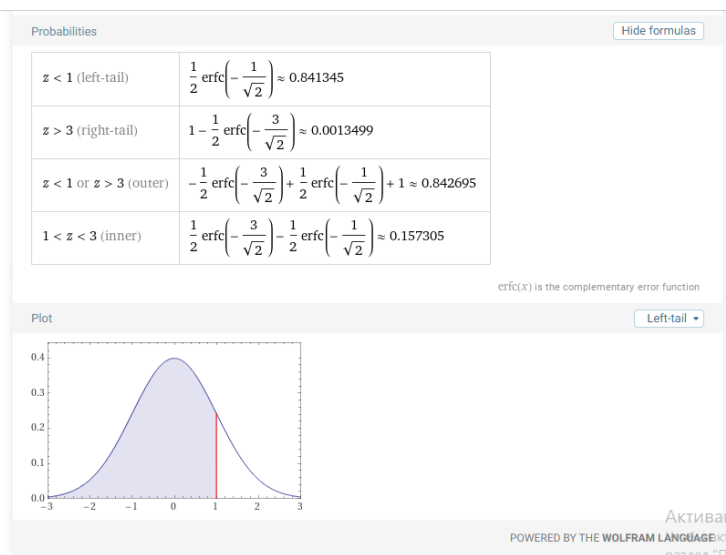 Probabilities
Hide formulas
z < 1 (left-tail) 1/2 erfc(-1/√2) ≈ 0.841345
z > 3 (right-tail) 1 - 1/2 erfc(-3/√2) ≈ 0.0013499
z < 1 or z > 3 (outer) -1/2 erfc(-3/√2) + 1/2 erfc(-1/√2) + 1 ≈ 0.842695
1 < z < 3 (inner) 1/2 erfc(-3/√2) - 1/2 erfc(-1/√2) ≈ 0.157305
erfc(x) is the complementary error function
Plot
Left-tail
0.4
0.3
0.2
0.1
0.0
-3 -2 -1 0 1 2 3
POWERED BY THE WOLFRAM LANGUAGE